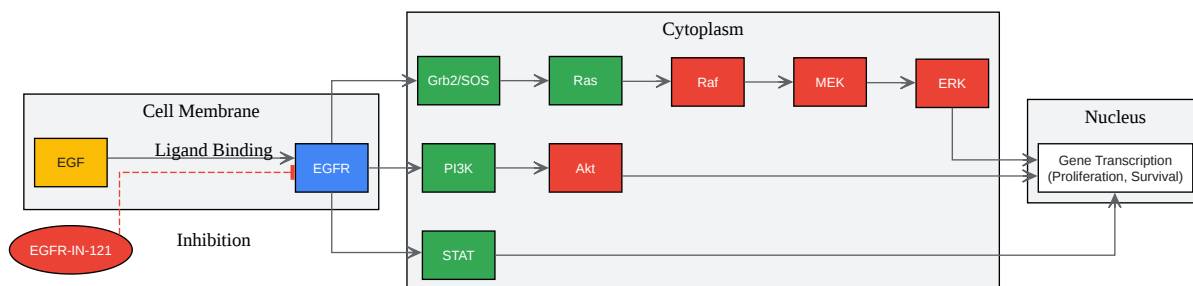 Cytoplasm
Grb2/SOS
Ras
Raf
MEK
ERK
Cell Membrane
EGF
Ligand Binding
EGFR
PI3K
Akt
Nucleus
Gene Transcription
(Proliferation, Survival)
EGFR-IN-121
Inhibition
STAT